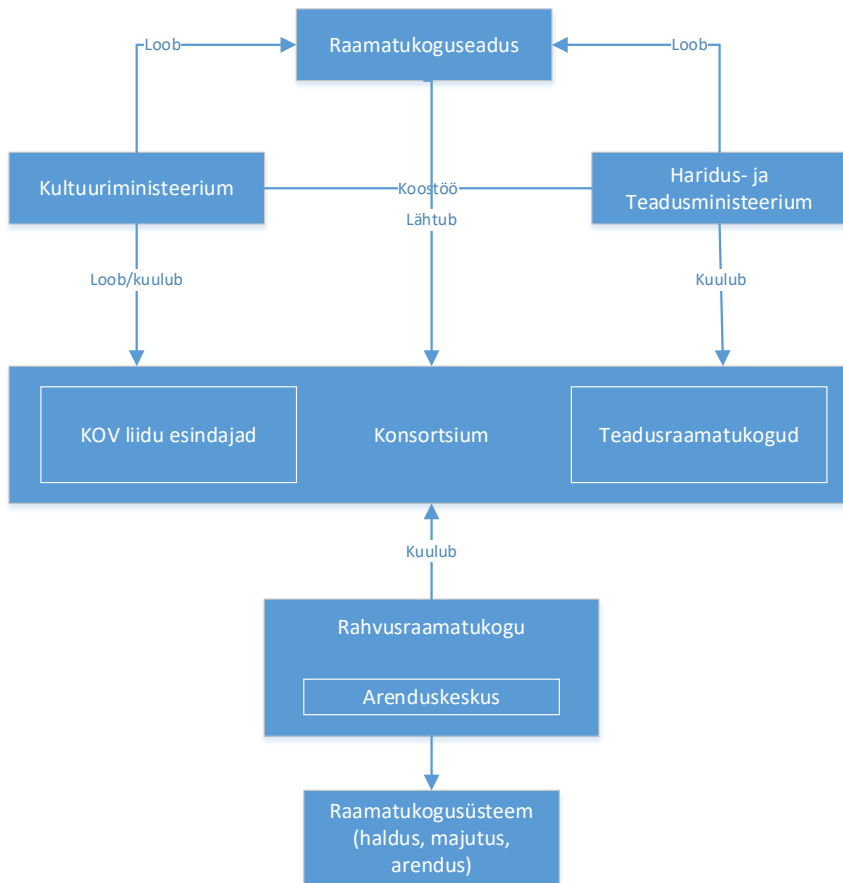 Loob
Raamatukoguseadus
Loob
Kultuuriministeerium
Koostöö
Haridus- ja
Teadusministeerium
Lähtub
Loob/kuulub
Kuulub
KOV liidu esindajad
Konsortsium
Teadusraamatukogud
Kuulub
Rahvusraamatukogu
Arenduskeskus
Raamatukogusüsteem
(haldus, majutus,
arendus)